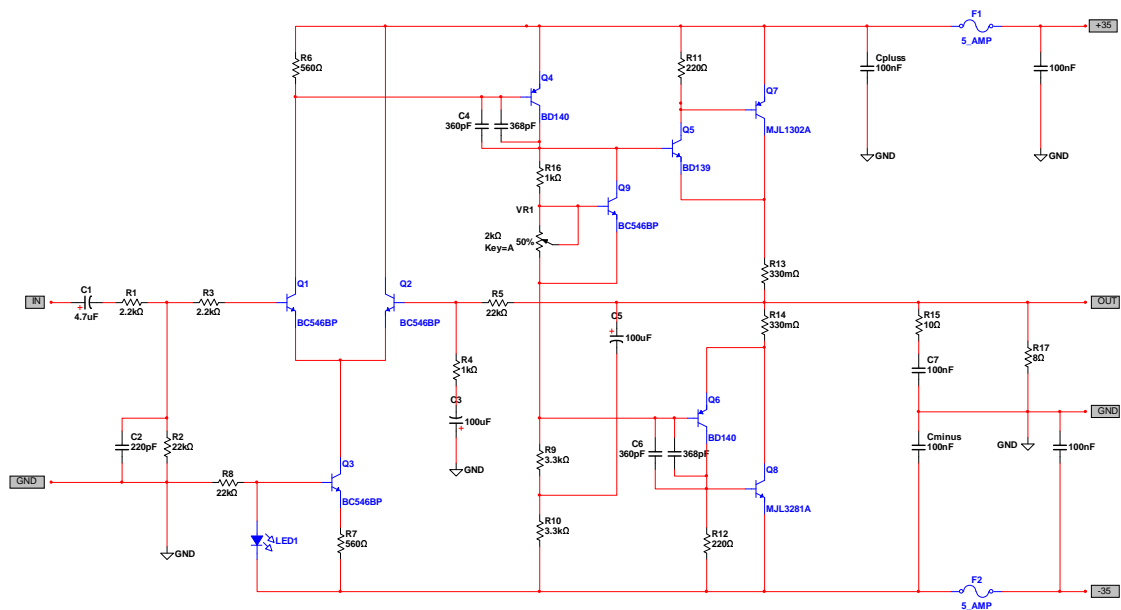 F1
5_AMP
+35
R6
560Ω
Cpluss
100nF
100nF
R11
220Ω
Q4
BD140
Q7
MJL1302A
C4
360pF
368pF
Q5
BD139
GND
GND
R16
1kΩ
Q9
BC546BP
VR1
2kΩ
Key=A
50%
R13
330mΩ
IN
C1
4.7uF
R1
2.2kΩ
R3
2.2kΩ
Q1
BC546BP
Q2
BC546BP
R5
22kΩ
OUT
C5
100uF
R14
330mΩ
R15
10Ω
R17
8Ω
R4
1kΩ
C3
100uF
C7
100nF
Q6
BD140
GND
C2
220pF
R2
22kΩ
C6
360pF
368pF
Cminus
100nF
GND
100nF
R9
3.3kΩ
GND
Q3
BC546BP
Q8
MJL3281A
GND
R8
22kΩ
R10
3.3kΩ
R12
220Ω
LED1
R7
560Ω
GND
F2
5_AMP
-35